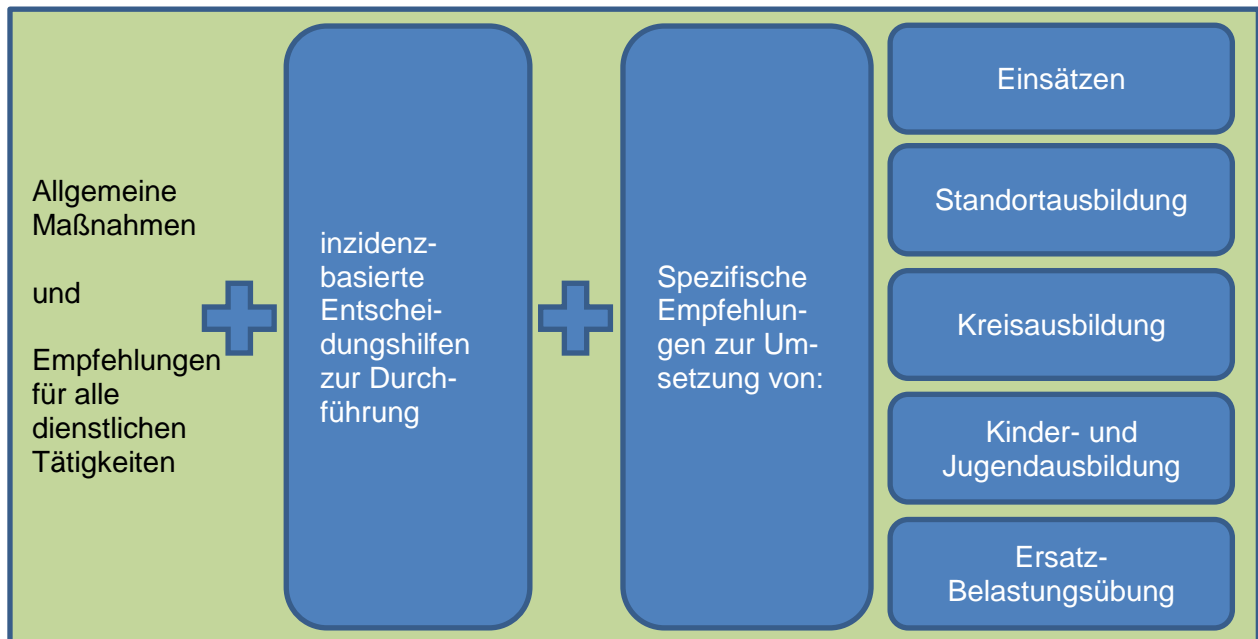 Allgemeine
Maßnahmen
und
Empfehlungen
für alle
dienstlichen
Tätigkeiten
inzidenz-
basierte
Entschei-
dungshilfen
zur Durch-
führung
Spezifische
Empfehlun-
gen zur Um-
setzung von:
Einsätzen
Standortausbildung
Kreisausbildung
Kinder- und
Jugendausbildung
Ersatz-
Belastungsübung